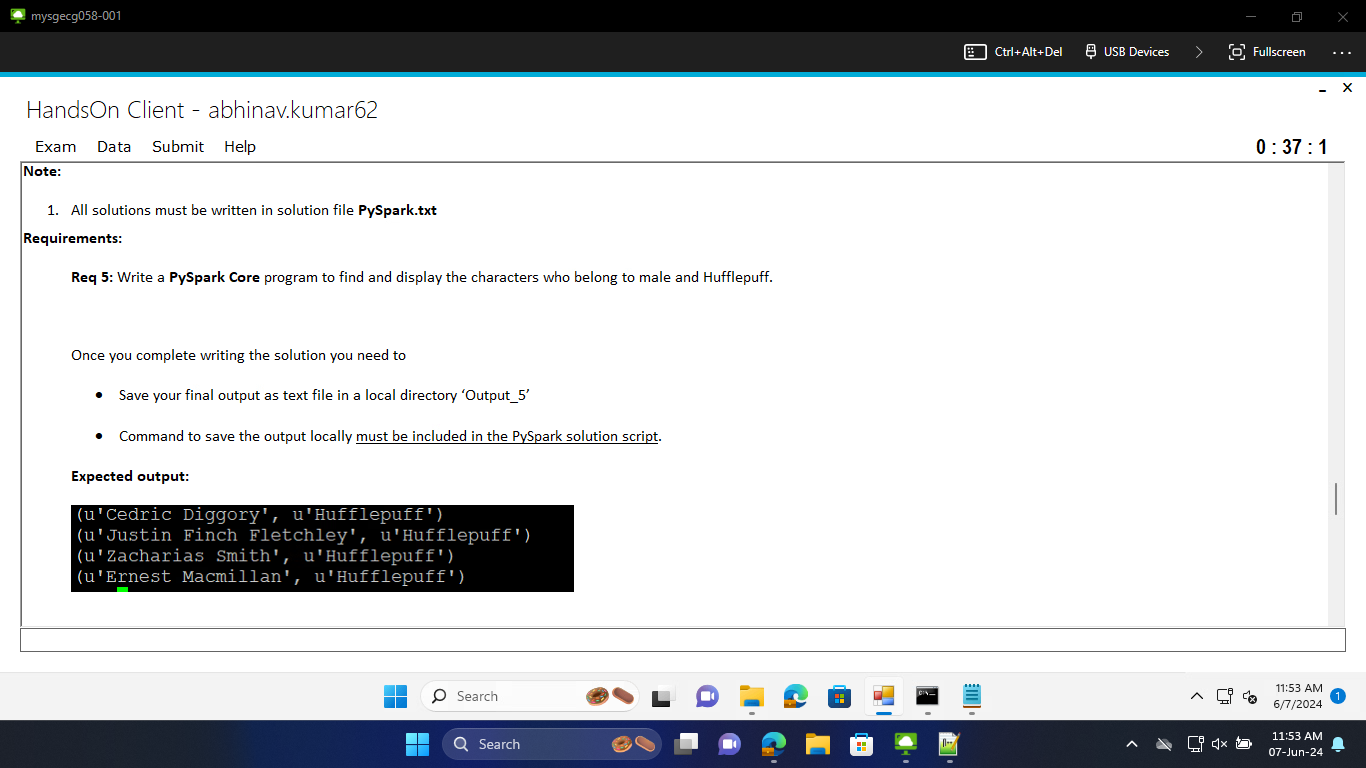 mysgecg058-001
Ctrl+Alt+Del USB Devices Fullscreen
HandsOn Client - abhinav.kumar62
Exam Data Submit Help 0 : 37 : 1
Note:
1. All solutions must be written in solution file PySpark.txt
Requirements:
Req 5: Write a PySpark Core program to find and display the characters who belong to male and Hufflepuff.
Once you complete writing the solution you need to
• Save your final output as text file in a local directory ‘Output_5’
• Command to save the output locally must be included in the PySpark solution script.
Expected output:
(u'Cedric Diggory', u'Hufflepuff')
(u'Justin Finch Fletchley', u'Hufflepuff')
(u'Zacharias Smith', u'Hufflepuff')
(u'Ernest Macmillan', u'Hufflepuff')
Search
11:53 AM
6/7/2024
1
Search
11:53 AM
07-Jun-24